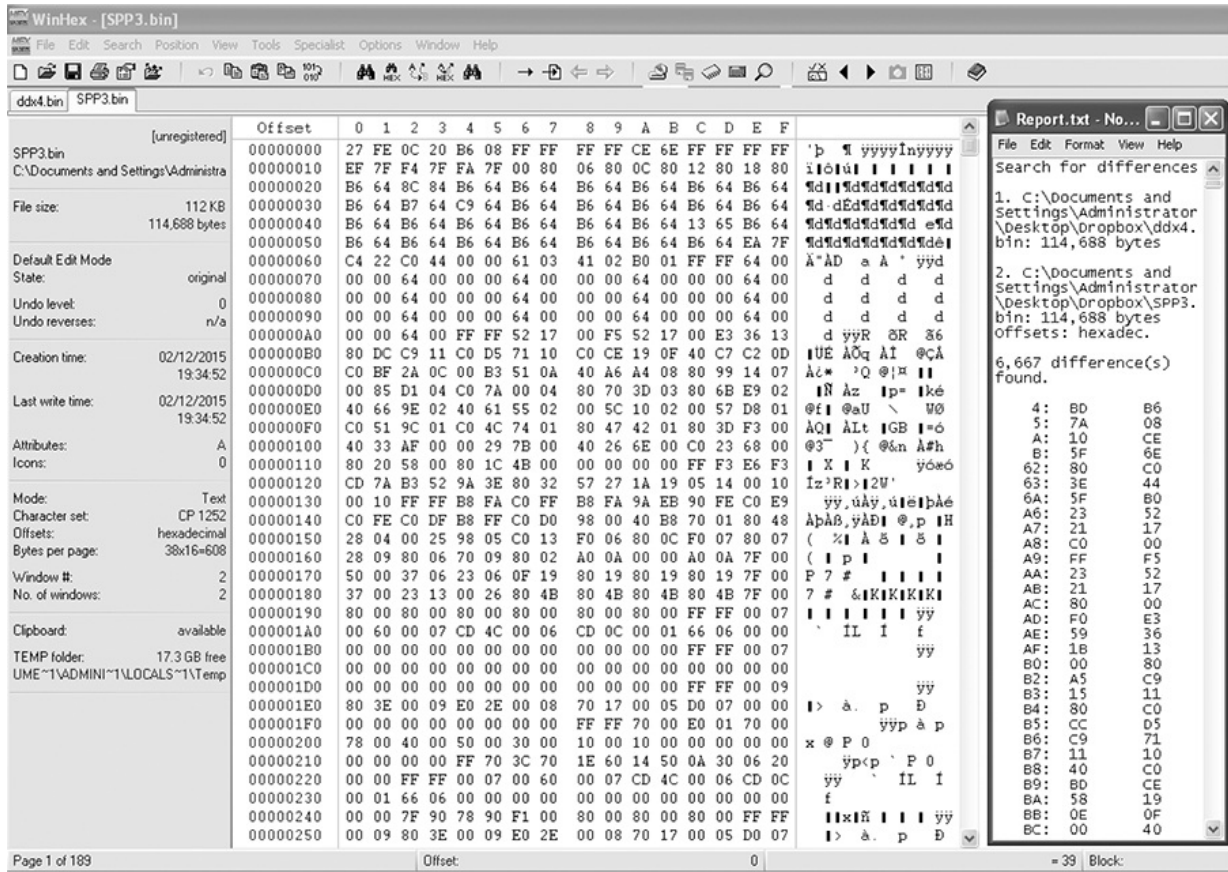 WinHex - [SPP3.bin]
File Edit Search Position View Tools Specialist Options Window Help
ddx4.bin SPP3.bin
[unregistered]
SPP3.bin
C:\Documents and Settings\Administra
File size: 112 KB
114,688 bytes
Default Edit Mode
State: original
Undo level: 0
Undo reverses: n/a
Creation time: 02/12/2015
19:34:52
Last write time: 02/12/2015
19:34:52
Attributes: A
Icons: 0
Mode: Text
Character set: CP 1252
Offsets: hexadecimal
Bytes per page: 38x16=608
Window #: 2
No. of windows: 2
Clipboard: available
TEMP folder: 17.3 GB free
UME~1\ADMINI~1\LOCALS~1\Temp
Offset 0 1 2 3 4 5 6 7 8 9 A B C D E F
00000000 27 FE 0C 20 B6 08 FF FF FF FF CE 6E FF FF FF FF
00000010 EF 7F F4 7F FA 7F 00 80 06 80 0C 80 12 80 18 80
00000020 B6 64 8C 84 B6 64 B6 64 B6 64 B6 64 B6 64 B6 64
00000030 B6 64 B7 64 C9 64 B6 64 B6 64 B6 64 B6 64 B6 64
00000040 B6 64 B6 64 B6 64 B6 64 B6 64 B6 64 13 65 B6 64
00000050 B6 64 B6 64 B6 64 B6 64 B6 64 B6 64 B6 64 EA 7F
00000060 C4 22 C0 44 00 00 61 03 41 02 B0 01 FF FF 64 00
00000070 00 00 64 00 00 00 64 00 00 00 64 00 00 00 64 00
00000080 00 00 64 00 00 00 64 00 00 00 64 00 00 00 64 00
00000090 00 00 64 00 00 00 64 00 00 00 64 00 00 00 64 00
000000A0 00 00 64 00 FF FF 52 17 00 F5 52 17 00 E3 36 13
000000B0 80 DC C9 11 C0 D5 71 10 C0 CE 19 0F 40 C7 C2 0D
000000C0 C0 BF 2A 0C 00 B3 51 0A 40 A6 A4 08 80 99 14 07
000000D0 00 85 D1 04 C0 7A 00 04 80 70 3D 03 80 6B E9 02
000000E0 40 66 9E 02 40 61 55 02 00 5C 10 02 00 57 D8 01
000000F0 C0 51 9C 01 C0 4C 74 01 80 47 42 01 80 3D F3 00
00000100 40 33 AF 00 00 29 7B 00 40 26 6E 00 C0 23 68 00
00000110 80 20 58 00 80 1C 4B 00 00 00 00 00 FF F3 E6 F3
00000120 CD 7A B3 52 9A 3E 80 32 57 27 1A 19 05 14 00 10
00000130 00 10 FF FF B8 FA C0 FF B8 FA 9A EB 90 FE C0 E9
00000140 C0 FE C0 DF B8 FF C0 D0 98 00 40 B8 70 01 80 48
00000150 28 04 00 25 98 05 C0 13 F0 06 80 0C F0 07 80 07
00000160 28 09 80 06 70 09 80 02 A0 0A 00 00 A0 0A 7F 00
00000170 50 00 37 06 23 06 0F 19 80 19 80 19 80 19 7F 00
00000180 37 00 23 13 00 26 80 4B 80 4B 80 4B 80 4B 7F 00
00000190 80 00 80 00 80 00 80 00 80 00 80 00 FF FF 00 07
000001A0 00 60 00 07 CD 4C 00 06 CD 0C 00 01 66 06 00 00
000001B0 00 00 00 00 00 00 00 00 00 00 00 00 FF FF 00 07
000001C0 00 00 00 00 00 00 00 00 00 00 00 00 00 00 00 00
000001D0 00 00 00 00 00 00 00 00 00 00 00 00 FF FF 00 09
000001E0 80 3E 00 09 E0 2E 00 08 70 17 00 05 D0 07 00 00
000001F0 00 00 00 00 00 00 00 00 FF FF 70 00 E0 01 70 00
00000200 78 00 40 00 50 00 30 00 10 00 10 00 00 00 00 00
00000210 00 00 00 00 FF 70 3C 70 1E 60 14 50 0A 30 06 20
00000220 00 00 FF FF 00 07 00 60 00 07 CD 4C 00 06 CD 0C
00000230 00 01 66 06 00 00 00 00 00 00 00 00 00 00 00 00
00000240 00 00 7F 90 78 90 F1 00 80 00 80 00 80 00 FF FF
00000250 00 09 80 3E 00 09 E0 2E 00 08 70 17 00 05 D0 07
Page 1 of 189 Offset: 0 = 39 Block:
Report.txt - No...
File Edit Format View Help
Search for differences
1. C:\Documents and
Settings\Administrator
\Desktop\Dropbox\ddx4.
bin: 114,688 bytes
2. C:\Documents and
Settings\Administrator
\Desktop\Dropbox\SPP3.
bin: 114,688 bytes
Offsets: hexadec.
6,667 difference(s)
found.
4: BD B6
5: 7A 08
A: 10 CE
B: 5F 6E
62: 80 C0
63: 3E 44
6A: 5F B0
A6: 23 52
A7: 21 17
A8: C0 00
A9: FF F5
AA: 23 52
AB: 21 17
AC: 80 00
AD: F0 E3
AE: 59 36
AF: 1B 13
B0: 00 80
B2: A5 C9
B3: 15 11
B4: 80 C0
B5: CC D5
B6: C9 71
B7: 11 10
B8: 40 C0
B9: BD CE
BA: 58 19
BB: 0E 0F
BC: 00 40